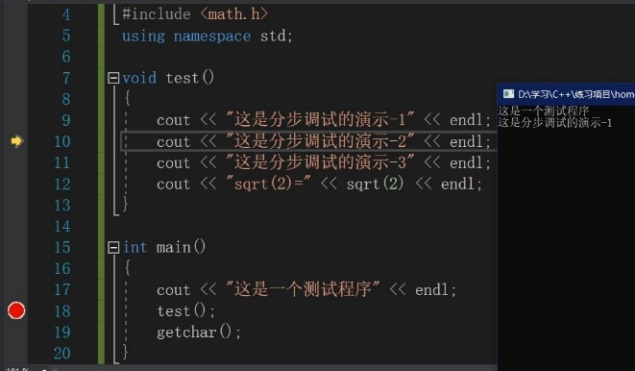 4 #include <math.h>
5 using namespace std;
6
7 void test()
8 {
9 cout << "这是分步调试的演示-1" << endl;
10 cout << "这是分步调试的演示-2" << endl;
11 cout << "这是分步调试的演示-3" << endl;
12 cout << "sqrt(2)=" << sqrt(2) << endl;
13 }
14
15 int main()
16 {
17 cout << "这是一个测试程序" << endl;
18 test();
19 getchar();
20 }
D:\学习\C++\练习项目\hom
这是一个测试程序
这是分步调试的演示-1